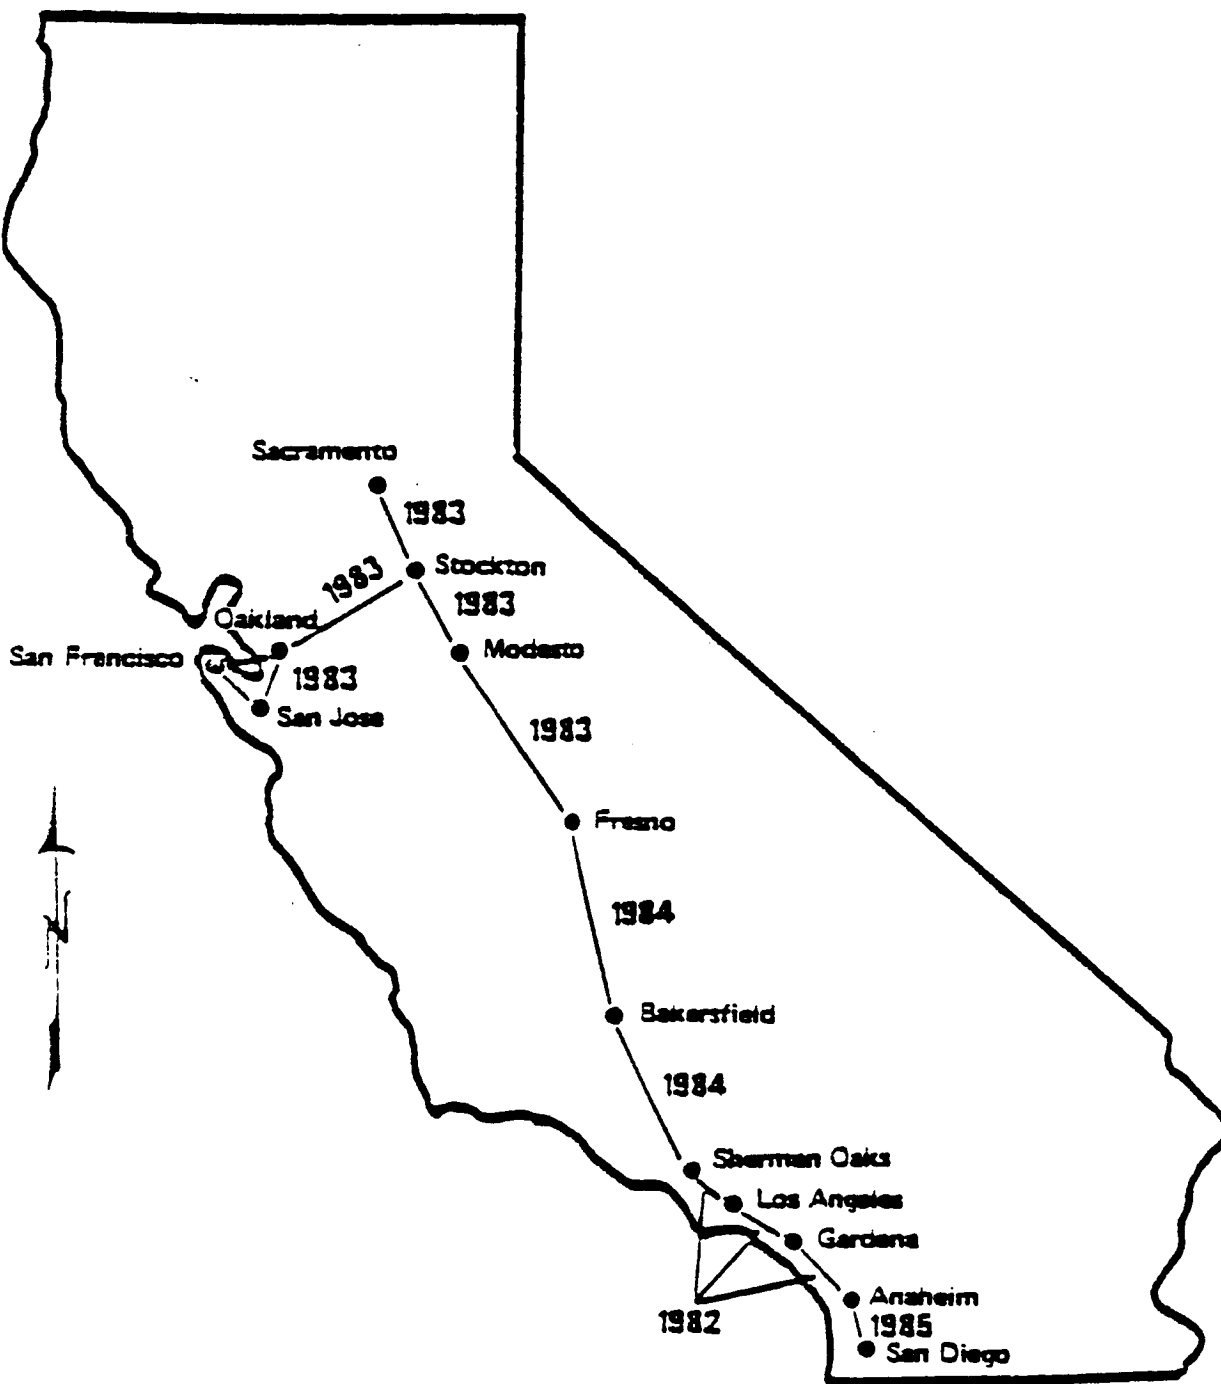 Sacramento
1983
1983
Stockton
1983
Oakland
San Francisco
Modesto
1983
San Jose
1983
Fresno
N
1984
Bakersfield
1984
Sherman Oaks
Los Angeles
Gardena
Anaheim
1982
1985
San Diego